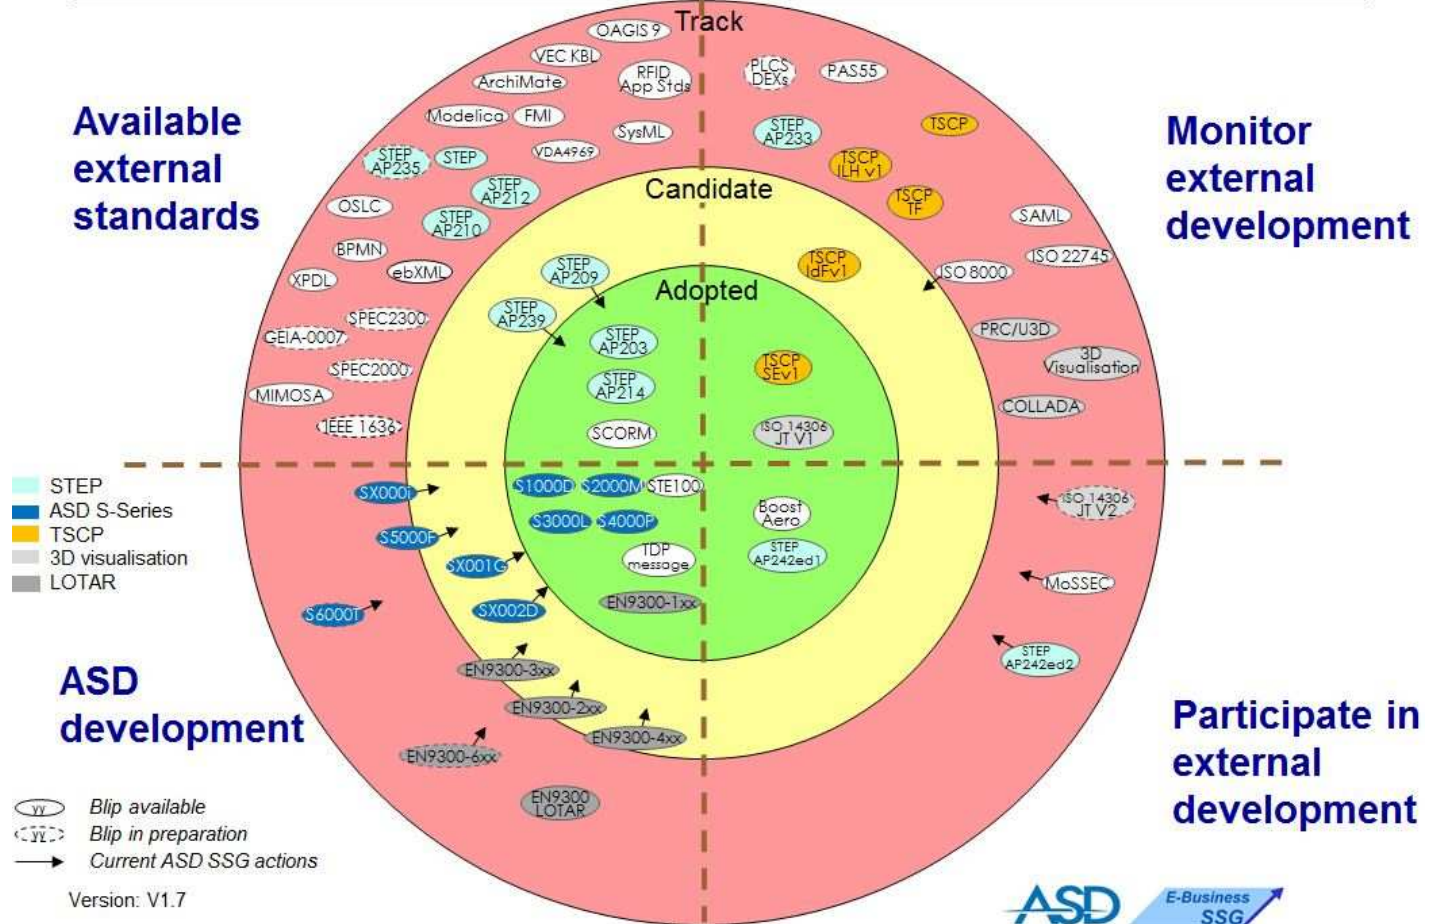 Track
OAGIS 9
VEC KBL
ArchiMate
RFID
App Stds
Modelica
FMI
SysML
VDA4969
STEP
AP235
STEP
STEP
AP212
STEP
AP210
OSLC
BPMN
ebXML
XPDL
SPEC2300
GEIA-0007
SPEC2000
MIMOSA
IEEE 1636
Available
external
standards
PLCS
DEXs
PAS55
STEP
AP233
TSCP
TSCP
ILH v1
TSCP
TF
SAML
ISO 22745
ISO 8000
PRC/U3D
3D
Visualisation
COLLADA
Monitor
external
development
Candidate
STEP
AP209
STEP
AP239
TSCP
IdFv1
Adopted
STEP
AP203
STEP
AP214
SCORM
TSCP
SEv1
ISO 14306
JT V1
STEP
ASD S-Series
TSCP
3D visualisation
LOTAR
SX000i
S5000F
SX001G
SX002D
S6000T
S1000D
S2000M
STE100
S3000L
S4000P
TDP
message
EN9300-1xx
EN9300-3xx
EN9300-2xx
EN9300-4xx
EN9300-6xx
EN9300
LOTAR
Boost
Aero
STEP
AP242ed1
ISO 14306
JT V2
MoSSEC
STEP
AP242ed2
ASD
development
Participate in
external
development
yy Blip available
yy Blip in preparation
Current ASD SSG actions
Version: V1.7
ASD
E-Business
SSG